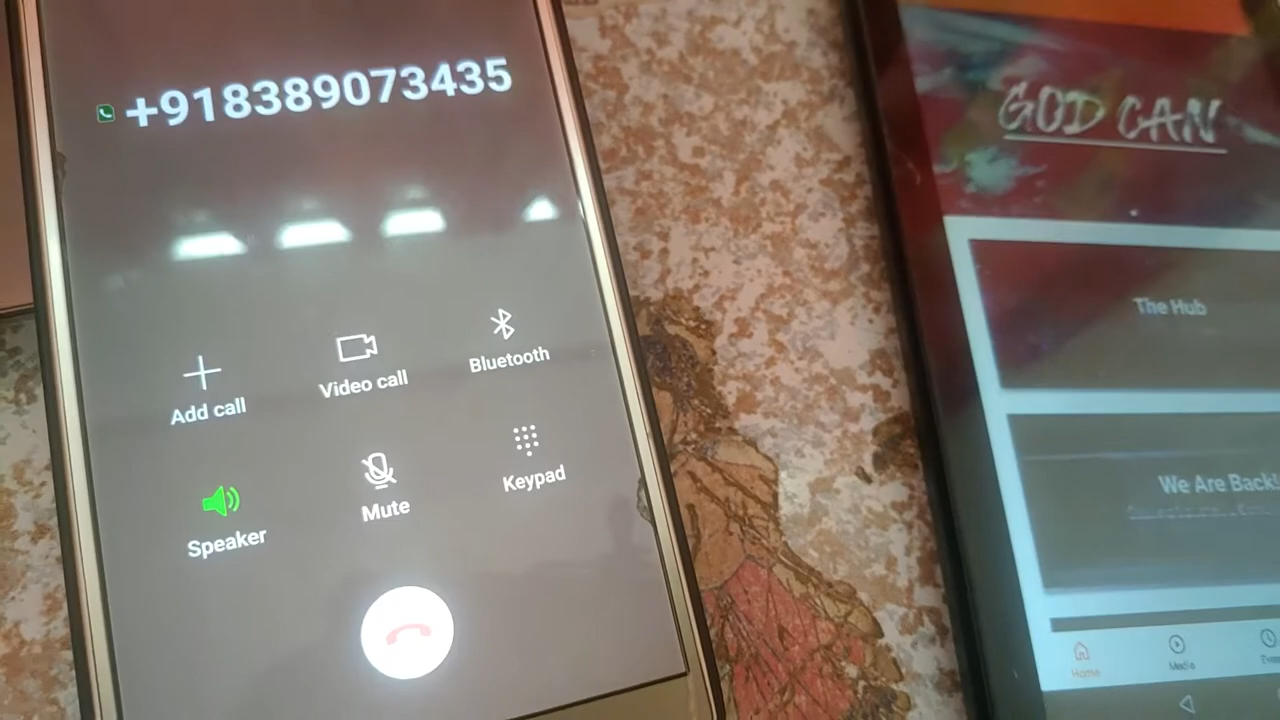 +918389073435
Add call
Video call
Bluetooth
Speaker
Mute
Keypad
GOD CAN
The Hub
We Are Back!
Home
Media